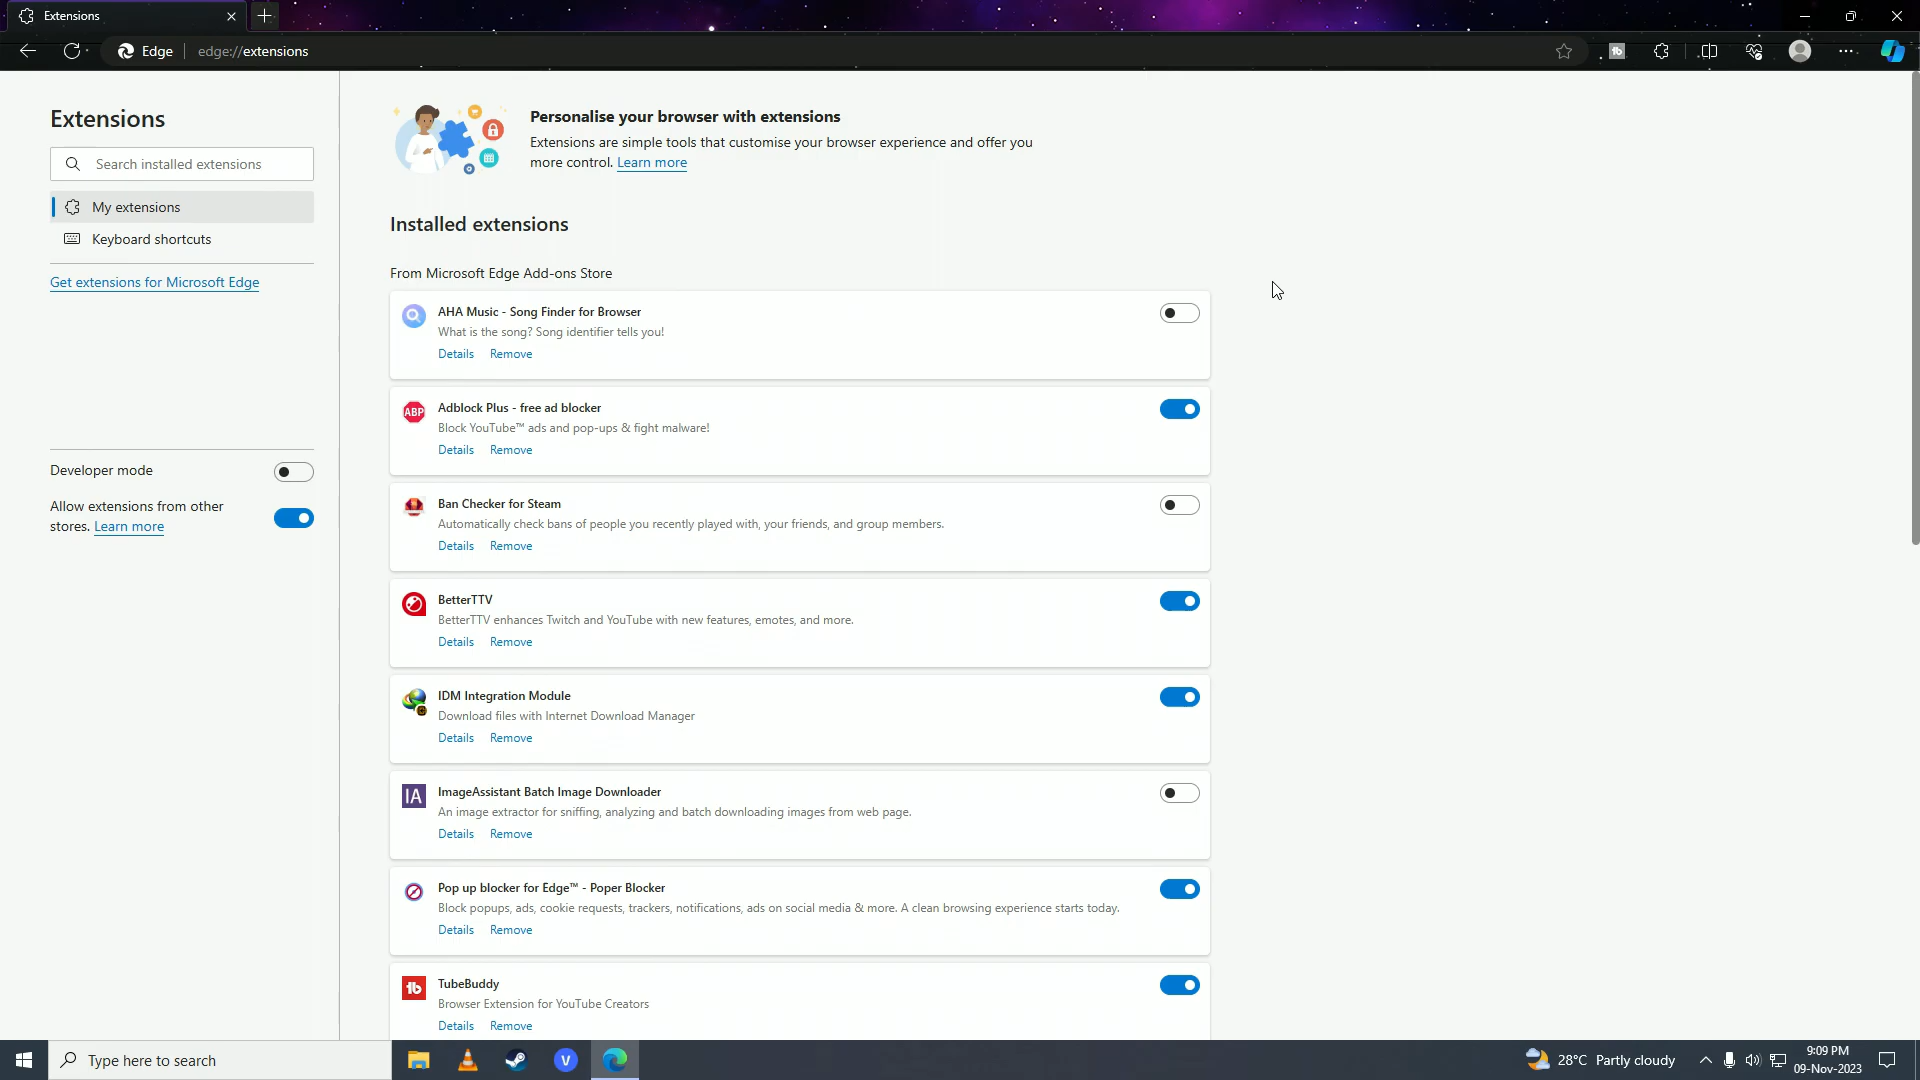 Extensions
Edge
edge://extensions
Extensions
Search installed extensions
My extensions
Keyboard shortcuts
Get extensions for Microsoft Edge
Developer mode
Allow extensions from other
stores. Learn more
Personalise your browser with extensions
Extensions are simple tools that customise your browser experience and offer you
more control. Learn more
Installed extensions
From Microsoft Edge Add-ons Store
AHA Music - Song Finder for Browser
What is the song? Song identifier tells you!
Details Remove
ABP
Adblock Plus - free ad blocker
Block YouTube™ ads and pop-ups & fight malware!
Details Remove
Ban Checker for Steam
Automatically check bans of people you recently played with, your friends, and group members.
Details Remove
BetterTTV
BetterTTV enhances Twitch and YouTube with new features, emotes, and more.
Details Remove
IDM Integration Module
Download files with Internet Download Manager
Details Remove
IA
ImageAssistant Batch Image Downloader
An image extractor for sniffing, analyzing and batch downloading images from web page.
Details Remove
Pop up blocker for Edge™ - Poper Blocker
Block popups, ads, cookie requests, trackers, notifications, ads on social media & more. A clean browsing experience starts today.
Details Remove
tb
TubeBuddy
Browser Extension for YouTube Creators
Details Remove
Type here to search
V
28°C Partly cloudy
9:09 PM
09-Nov-2023